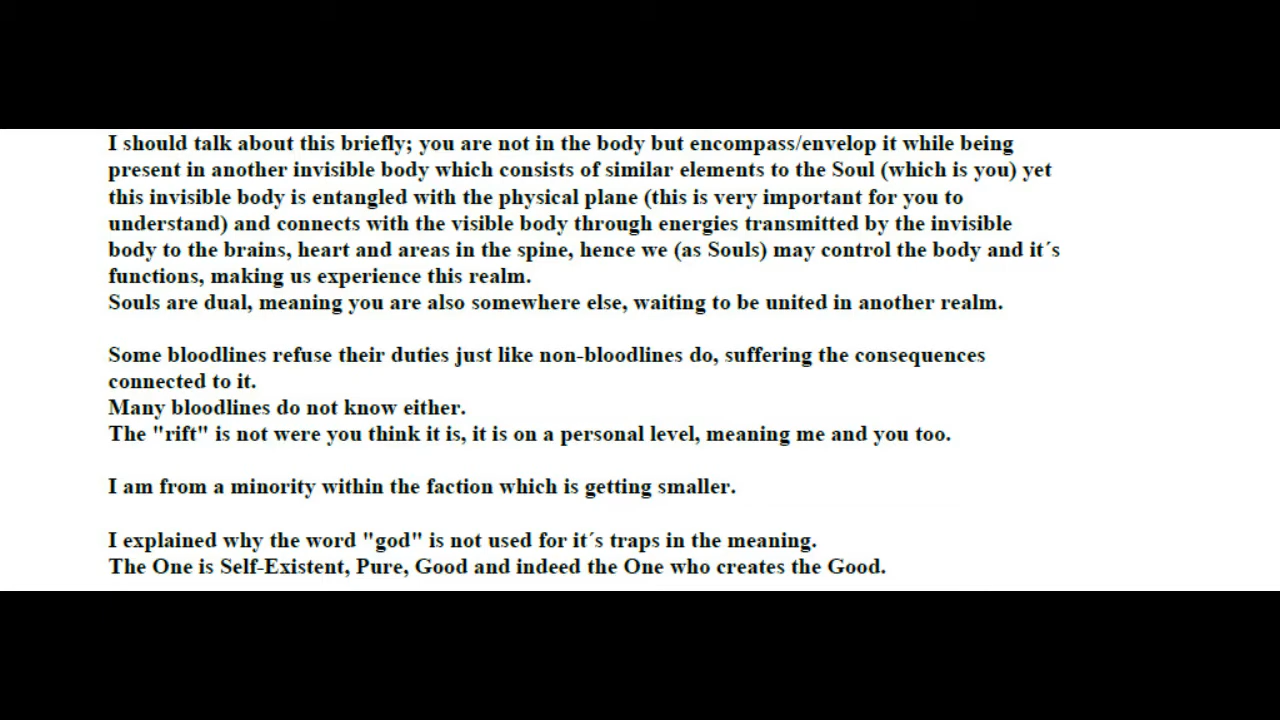 I should talk about this briefly; you are not in the body but encompass/envelop it while being
present in another invisible body which consists of similar elements to the Soul (which is you) yet
this invisible body is entangled with the physical plane (this is very important for you to
understand) and connects with the visible body through energies transmitted by the invisible
body to the brains, heart and areas in the spine, hence we (as Souls) may control the body and it´s
functions, making us experience this realm.
Souls are dual, meaning you are also somewhere else, waiting to be united in another realm.
Some bloodlines refuse their duties just like non-bloodlines do, suffering the consequences
connected to it.
Many bloodlines do not know either.
The "rift" is not were you think it is, it is on a personal level, meaning me and you too.
I am from a minority within the faction which is getting smaller.
I explained why the word "god" is not used for it´s traps in the meaning.
The One is Self-Existent, Pure, Good and indeed the One who creates the Good.